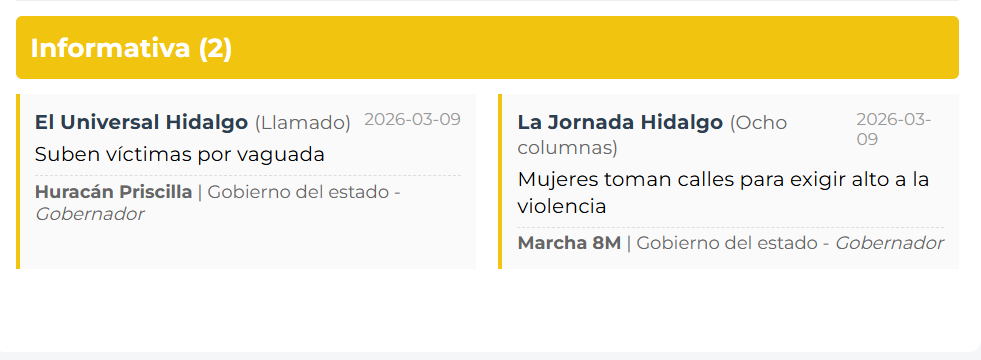 Informativa (2)
El Universal Hidalgo (Llamado) 2026-03-09
Suben víctimas por vaguada
Huracán Priscilla | Gobierno del estado -
Gobernador
La Jornada Hidalgo (Ocho
columnas)
2026-03-
09
Mujeres toman calles para exigir alto a la
violencia
Marcha 8M | Gobierno del estado - Gobernador